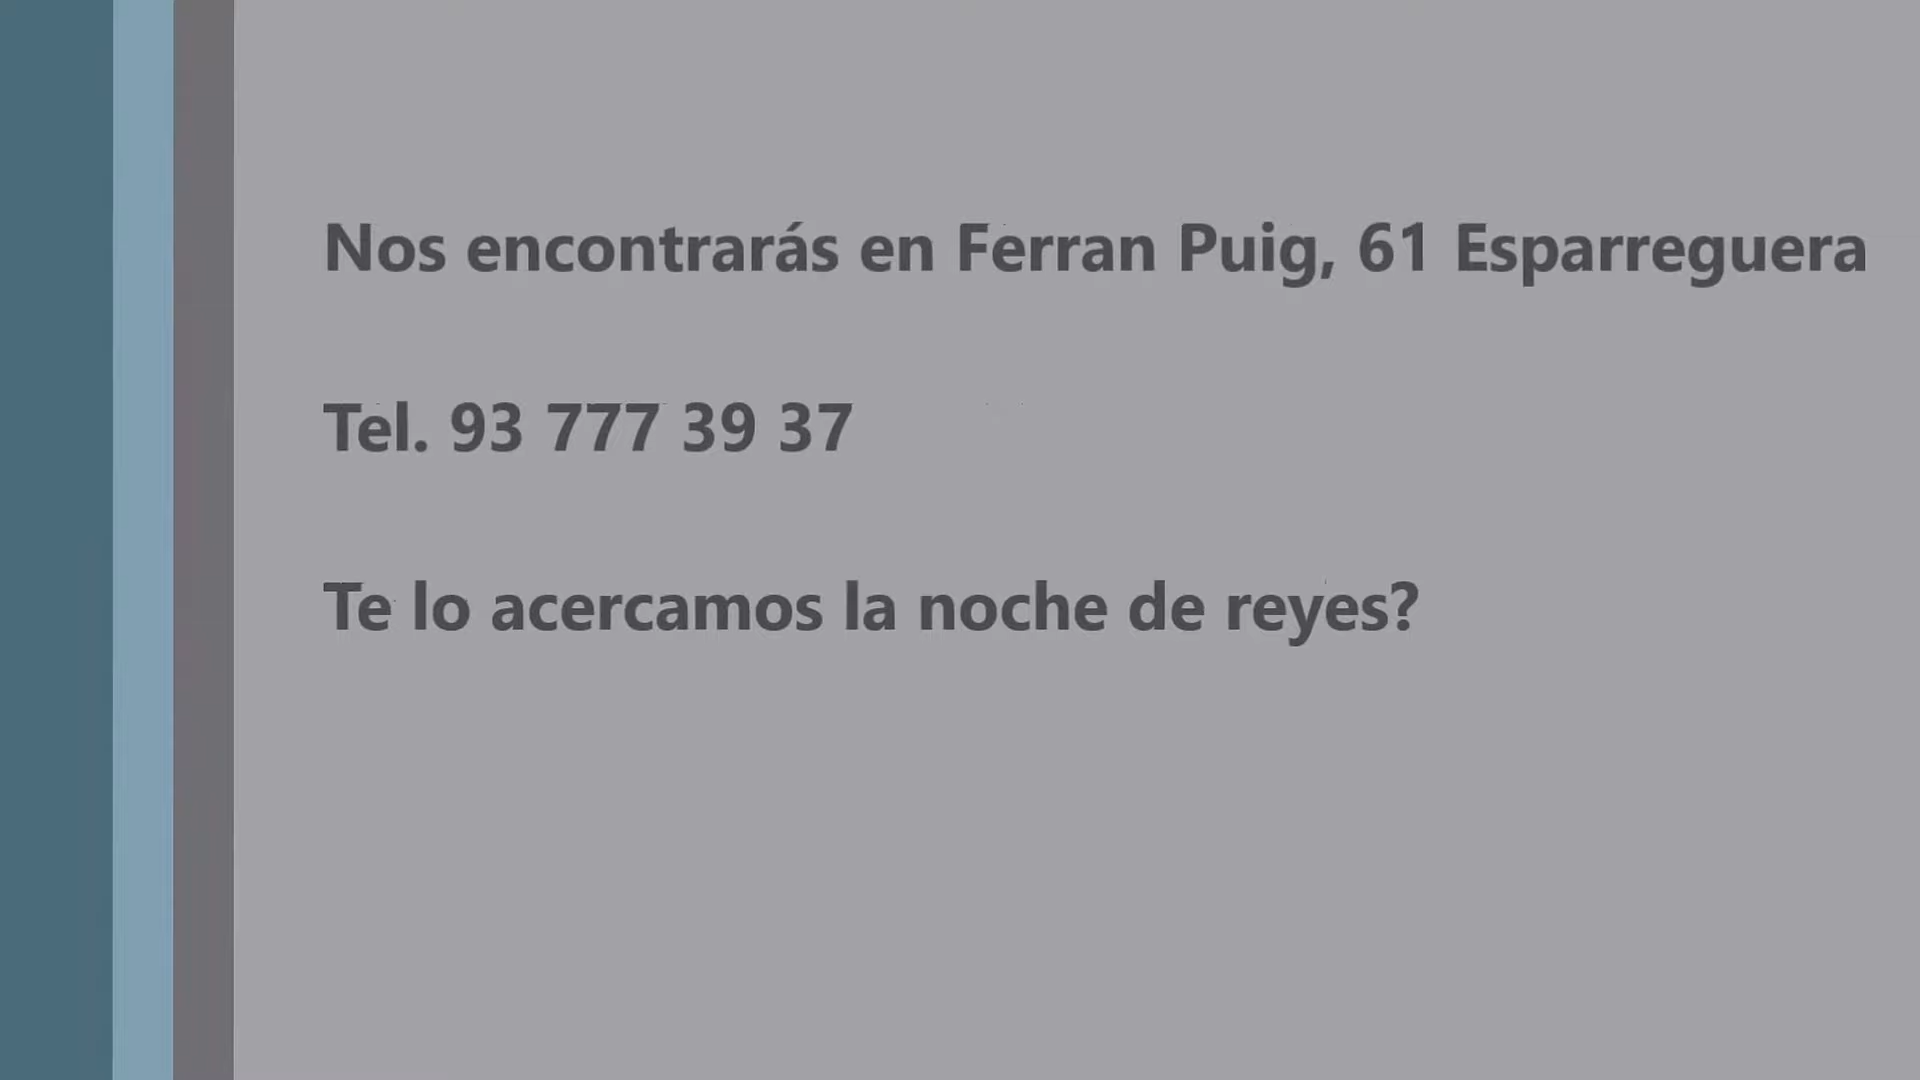 Nos encontrarás en Ferran Puig, 61 Esparreguera
Tel. 93 777 39 37
Te lo acercamos la noche de reyes?